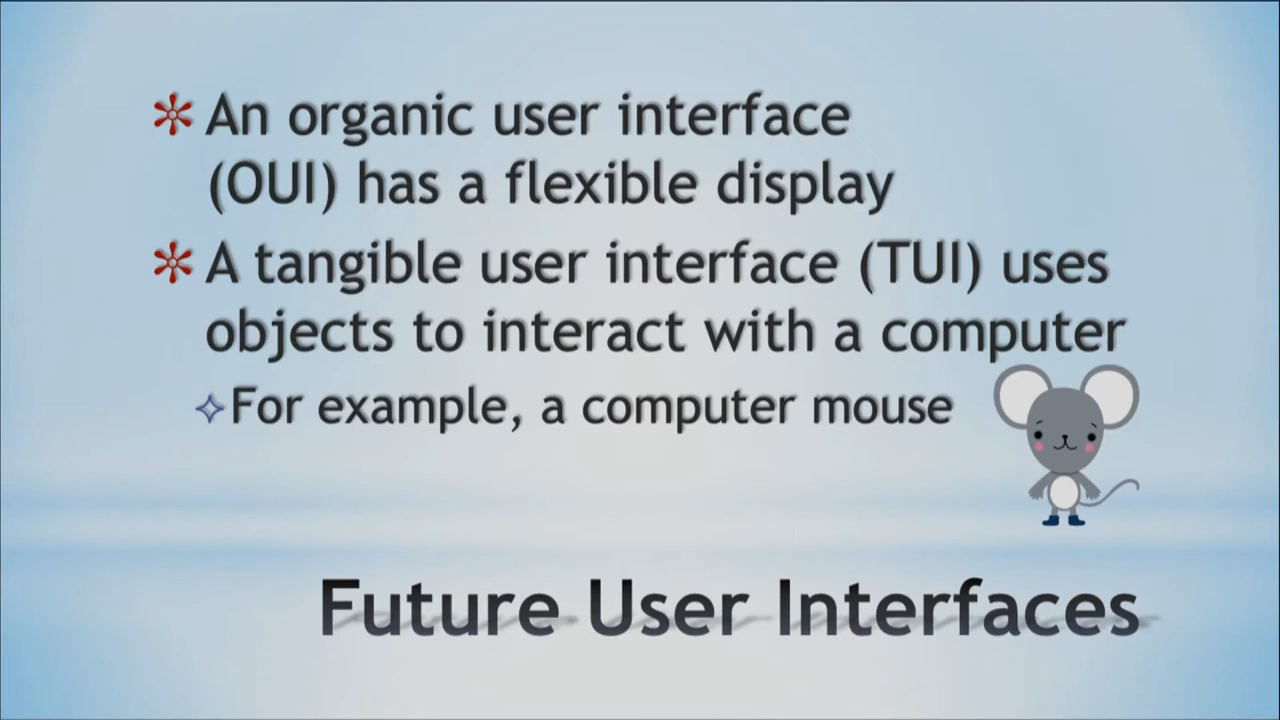 An organic user interface
(OUI) has a flexible display
A tangible user interface (TUI) uses
objects to interact with a computer
For example, a computer mouse
Future User Interfaces